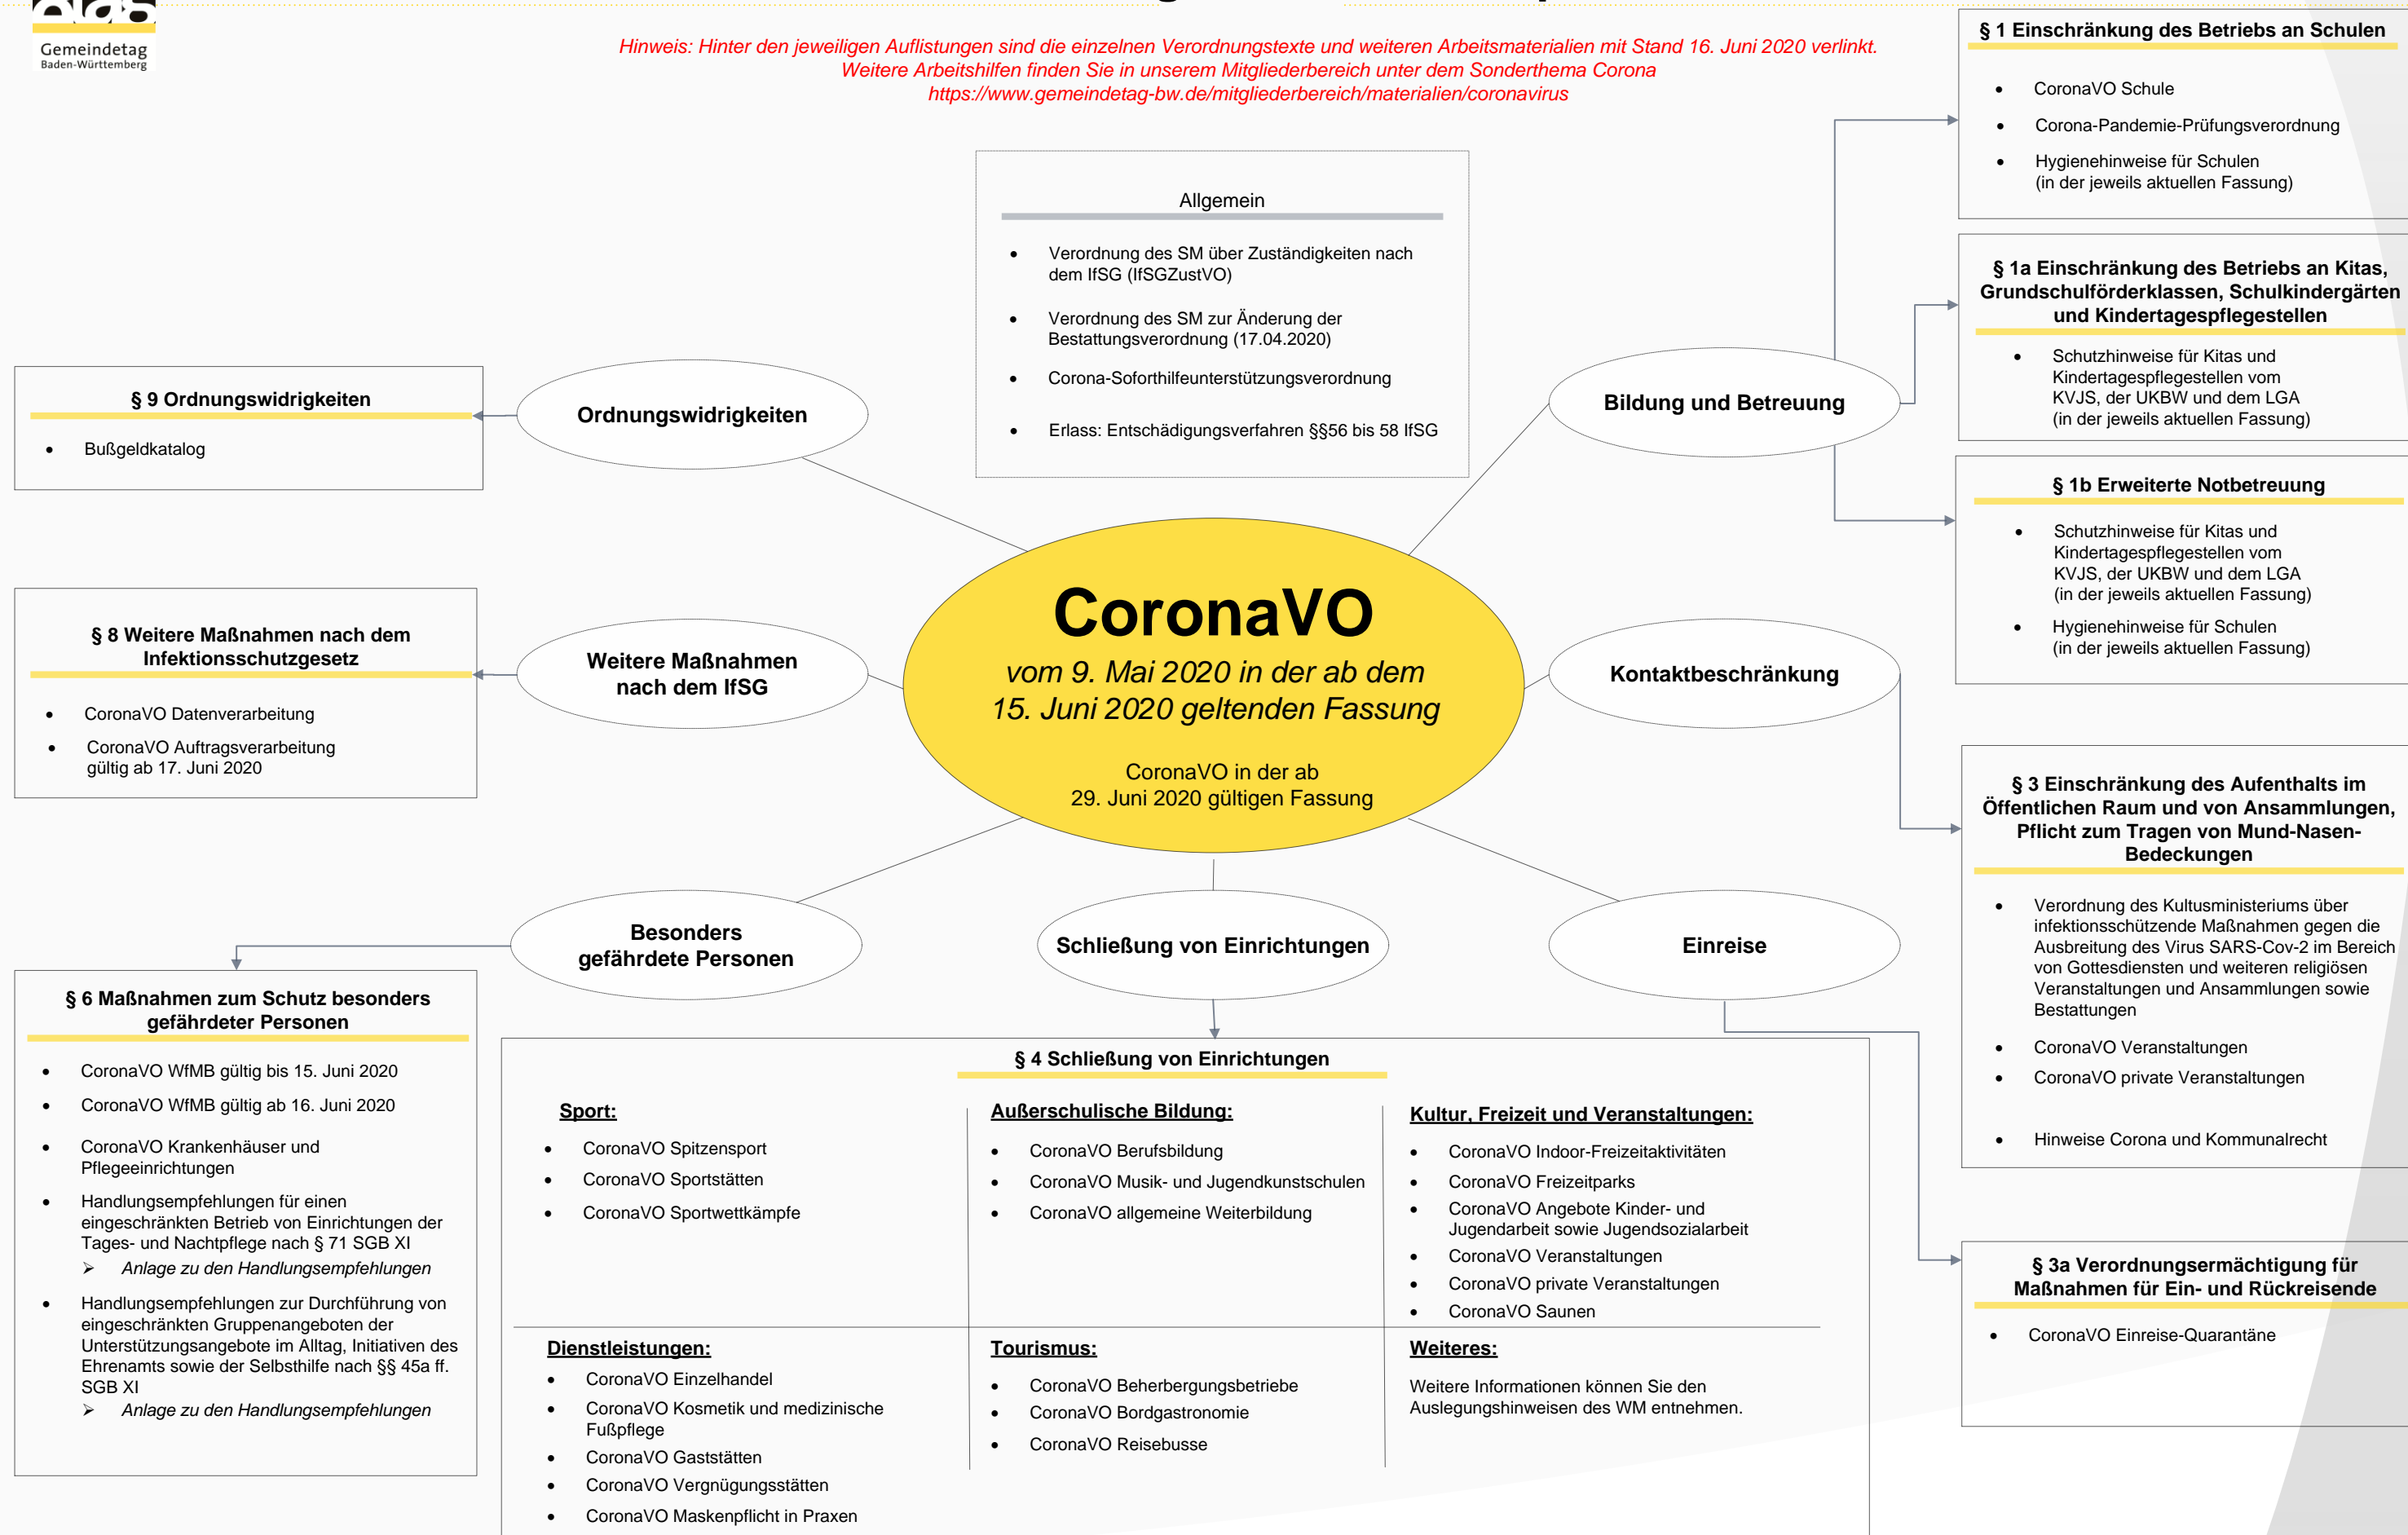 Gemeindetag
Baden-Württemberg
Hinweis: Hinter den jeweiligen Auflistungen sind die einzelnen Verordnungstexte und weiteren Arbeitsmaterialien mit Stand 16. Juni 2020 verlinkt.
Weitere Arbeitshilfen finden Sie in unserem Mitgliederbereich unter dem Sonderthema Corona
https://www.gemeindetag-bw.de/mitgliederbereich/materialien/coronavirus
Allgemein
• Verordnung des SM über Zuständigkeiten nach
dem IfSG (IfSGZustVO)
• Verordnung des SM zur Änderung der
Bestattungsverordnung (17.04.2020)
• Corona-Soforthilfeunterstützungsverordnung
• Erlass: Entschädigungsverfahren §§56 bis 58 IfSG
CoronaVO
vom 9. Mai 2020 in der ab dem
15. Juni 2020 geltenden Fassung
CoronaVO in der ab
29. Juni 2020 gültigen Fassung
Bildung und Betreuung
§ 1 Einschränkung des Betriebs an Schulen
• CoronaVO Schule
• Corona-Pandemie-Prüfungsverordnung
• Hygienehinweise für Schulen
(in der jeweils aktuellen Fassung)
§ 1a Einschränkung des Betriebs an Kitas,
Grundschulförderklassen, Schulkindergärten
und Kindertagespflegestellen
• Schutzhinweise für Kitas und
Kindertagespflegestellen vom
KVJS, der UKBW und dem LGA
(in der jeweils aktuellen Fassung)
§ 1b Erweiterte Notbetreuung
• Schutzhinweise für Kitas und
Kindertagespflegestellen vom
KVJS, der UKBW und dem LGA
(in der jeweils aktuellen Fassung)
• Hygienehinweise für Schulen
(in der jeweils aktuellen Fassung)
Kontaktbeschränkung
§ 3 Einschränkung des Aufenthalts im
Öffentlichen Raum und von Ansammlungen,
Pflicht zum Tragen von Mund-Nasen-
Bedeckungen
• Verordnung des Kultusministeriums über
infektionsschützende Maßnahmen gegen die
Ausbreitung des Virus SARS-Cov-2 im Bereich
von Gottesdiensten und weiteren religiösen
Veranstaltungen und Ansammlungen sowie
Bestattungen
• CoronaVO Veranstaltungen
• CoronaVO private Veranstaltungen
• Hinweise Corona und Kommunalrecht
Einreise
§ 3a Verordnungsermächtigung für
Maßnahmen für Ein- und Rückreisende
• CoronaVO Einreise-Quarantäne
Schließung von Einrichtungen
§ 4 Schließung von Einrichtungen
Sport:
• CoronaVO Spitzensport
• CoronaVO Sportstätten
• CoronaVO Sportwettkämpfe
Außerschulische Bildung:
• CoronaVO Berufsbildung
• CoronaVO Musik- und Jugendkunstschulen
• CoronaVO allgemeine Weiterbildung
Kultur, Freizeit und Veranstaltungen:
• CoronaVO Indoor-Freizeitaktivitäten
• CoronaVO Freizeitparks
• CoronaVO Angebote Kinder- und
Jugendarbeit sowie Jugendsozialarbeit
• CoronaVO Veranstaltungen
• CoronaVO private Veranstaltungen
• CoronaVO Saunen
Dienstleistungen:
• CoronaVO Einzelhandel
• CoronaVO Kosmetik und medizinische
Fußpflege
• CoronaVO Gaststätten
• CoronaVO Vergnügungsstätten
• CoronaVO Maskenpflicht in Praxen
Tourismus:
• CoronaVO Beherbergungsbetriebe
• CoronaVO Bordgastronomie
• CoronaVO Reisebusse
Weiteres:
Weitere Informationen können Sie den
Auslegungshinweisen des WM entnehmen.
Besonders
gefährdete Personen
§ 6 Maßnahmen zum Schutz besonders
gefährdeter Personen
• CoronaVO WfMB gültig bis 15. Juni 2020
• CoronaVO WfMB gültig ab 16. Juni 2020
• CoronaVO Krankenhäuser und
Pflegeeinrichtungen
• Handlungsempfehlungen für einen
eingeschränkten Betrieb von Einrichtungen der
Tages- und Nachtpflege nach § 71 SGB XI
➢ Anlage zu den Handlungsempfehlungen
• Handlungsempfehlungen zur Durchführung von
eingeschränkten Gruppenangeboten der
Unterstützungsangebote im Alltag, Initiativen des
Ehrenamts sowie der Selbsthilfe nach §§ 45a ff.
SGB XI
➢ Anlage zu den Handlungsempfehlungen
Weitere Maßnahmen
nach dem IfSG
§ 8 Weitere Maßnahmen nach dem
Infektionsschutzgesetz
• CoronaVO Datenverarbeitung
• CoronaVO Auftragsverarbeitung
gültig ab 17. Juni 2020
Ordnungswidrigkeiten
§ 9 Ordnungswidrigkeiten
• Bußgeldkatalog